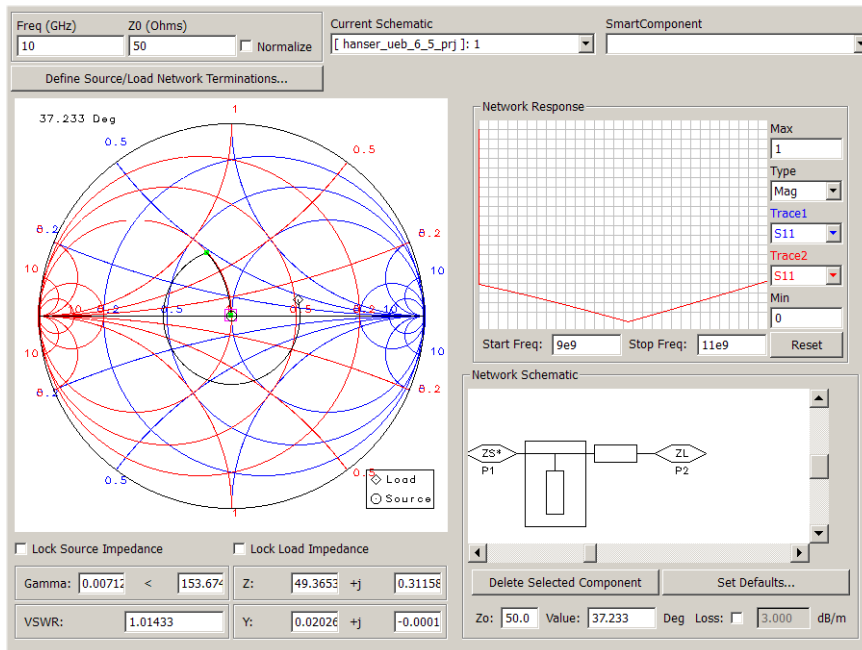 Freq (GHz) Z0 (Ohms)
10 50 Normalize
Current Schematic
[ hanser_ueb_6_5_prj ]: 1
SmartComponent
Define Source/Load Network Terminations...
37.233 Deg
1
0.5 0.5
0.2 0.2
10 10
10 0.2 0.5 0.5 0.2 10
10 10
0.2 0.2
0.5 0.5
1
Load
Source
Network Response
Max
1
Type
Mag
Trace1
S11
Trace2
S11
Min
0
Start Freq: 9e9 Stop Freq: 11e9 Reset
Network Schematic
ZS* ZL
P1 P2
Delete Selected Component Set Defaults...
Zo: 50.0 Value: 37.233 Deg Loss: 3.000 dB/m
Lock Source Impedance Lock Load Impedance
Gamma: 0.00712 < 153.674 Z: 49.3653 +j 0.31158
VSWR: 1.01433 Y: 0.02026 +j -0.0001